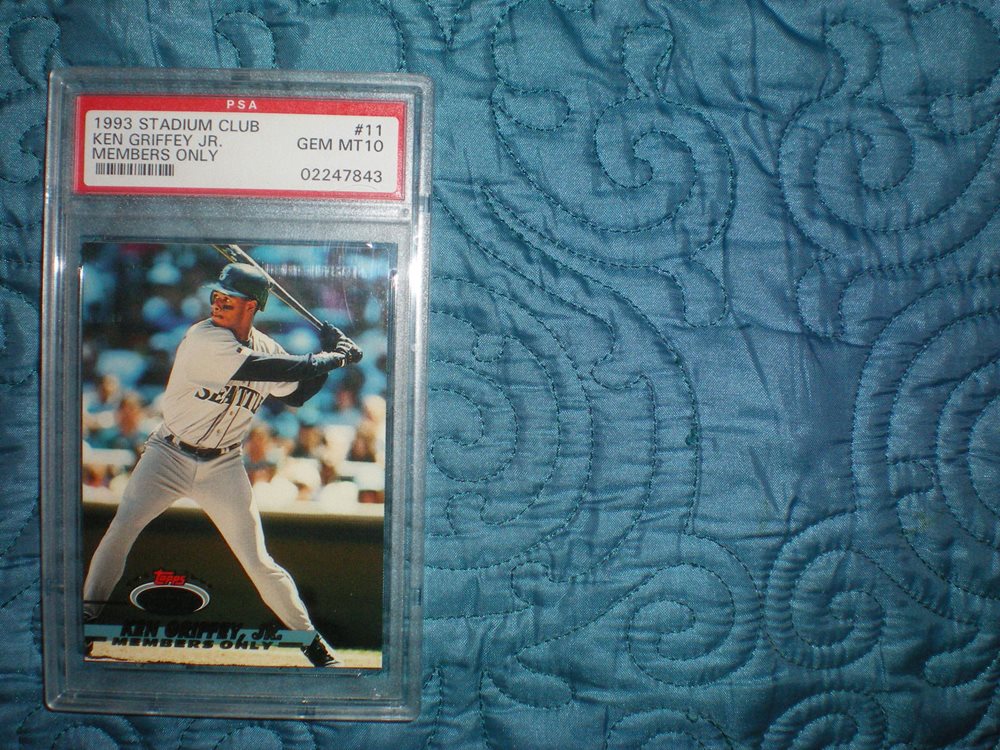 PSA
1993 STADIUM CLUB #11
KEN GRIFFEY JR. GEM MT10
MEMBERS ONLY
02247843
SEATTL
Topps
KEN GRIFFEY, JR.
MEMBERS ONLY